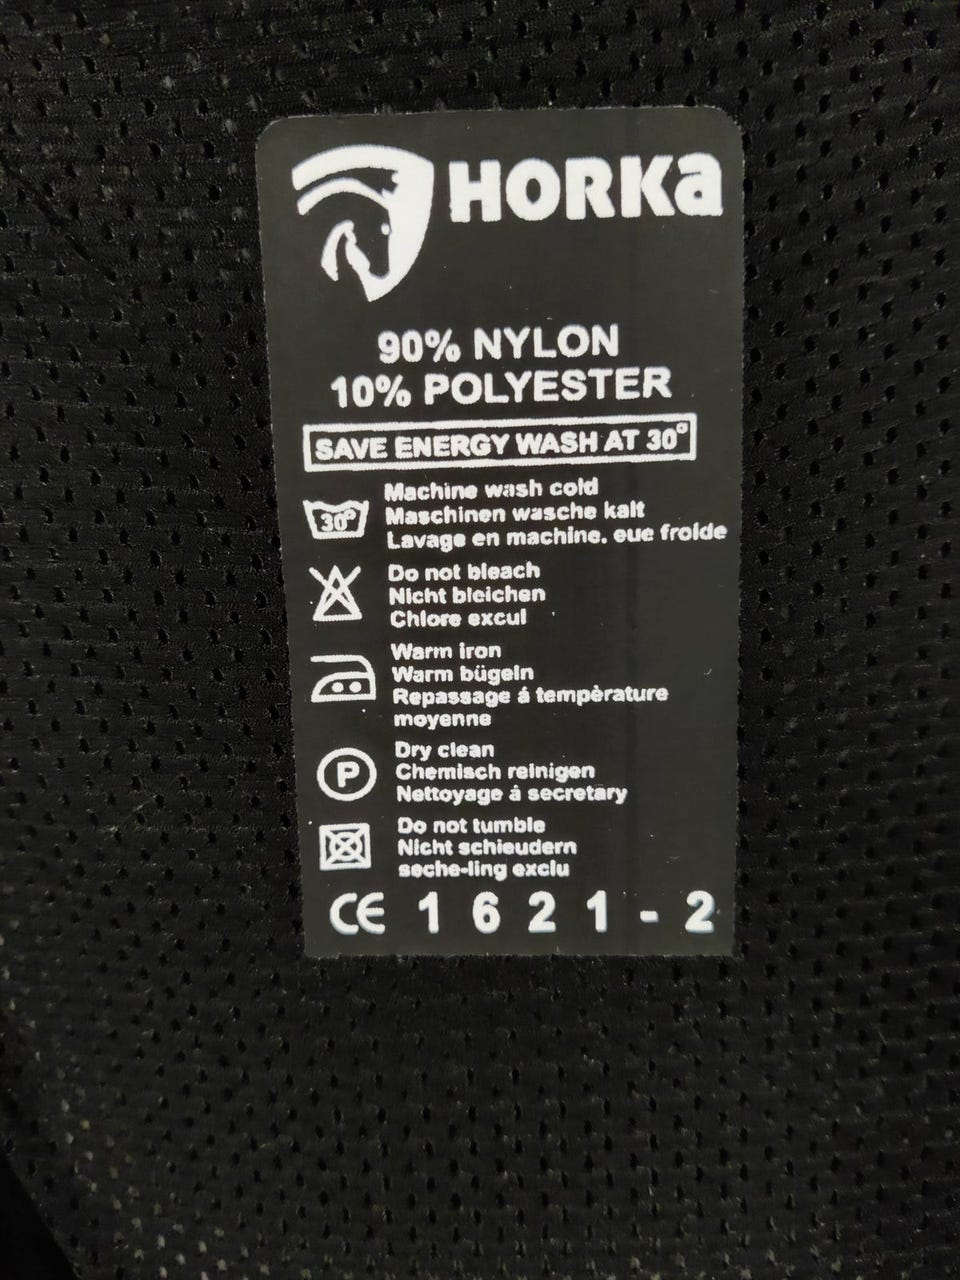 HORKa
90% NYLON
10% POLYESTER
SAVE ENERGY WASH AT 30°
30°
Machine wash cold
Maschinen wasche kalt
Lavage en machine. eue froide
Do not bleach
Nicht bleichen
Chlore excul
Warm iron
Warm bügeln
Repassage á tempèrature
moyenne
P
Dry clean
Chemisch reinigen
Nettoyage á secretary
Do not tumble
Nicht schieudern
seche-ling exclu
CE 1 6 2 1 - 2